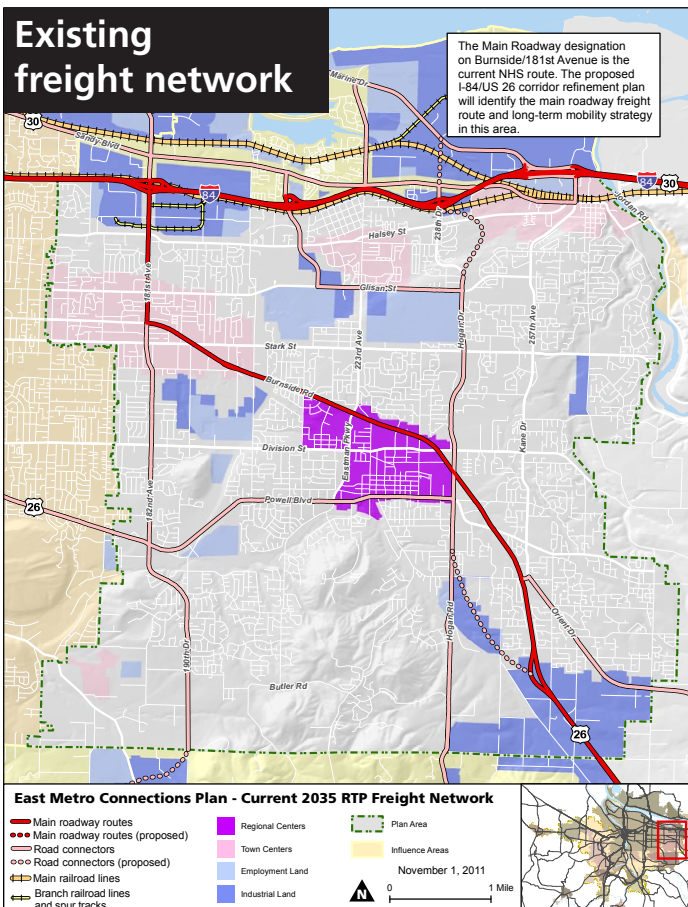 Existing
freight network
The Main Roadway designation
on Burnside/181st Avenue is the
current NHS route. The proposed
I-84/US 26 corridor refinement plan
will identify the main roadway freight
route and long-term mobility strategy
in this area.
Marine Dr
30
Sandy Blvd
84
84
30
Jordan Rd
238th Dr
Halsey St
181st Ave
Glisan St
Hogan Dr
257th Ave
223rd Ave
Stark St
Burnside Rd
Eastman Pkwy
Kane Dr
Division St
182nd Ave
26
Powell Blvd
Hogan Rd
Orient Dr
190th Dr
Butler Rd
26
East Metro Connections Plan - Current 2035 RTP Freight Network
Main roadway routes
Main roadway routes (proposed)
Road connectors
Road connectors (proposed)
Main railroad lines
Branch railroad lines
and spur tracks
Regional Centers
Town Centers
Employment Land
Industrial Land
Plan Area
Influence Areas
November 1, 2011
N
0
1 Mile